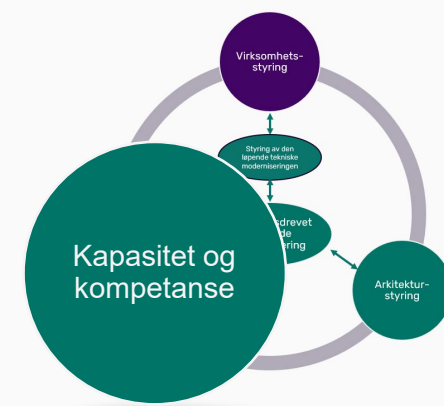 Virksomhets-
styring
Styring av den
løpende tekniske
moderniseringen
Kapasitet og
kompetanse
Arkitektur-
styring